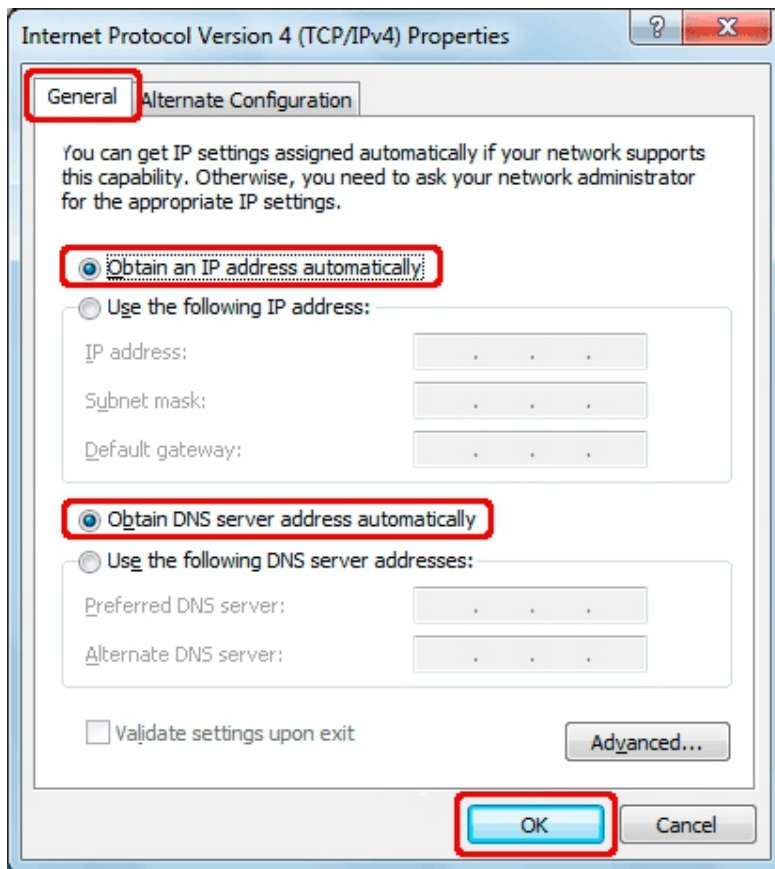 Internet Protocol Version 4 (TCP/IPv4) Properties
General
Alternate Configuration
You can get IP settings assigned automatically if your network supports
this capability. Otherwise, you need to ask your network administrator
for the appropriate IP settings.
Obtain an IP address automatically
Use the following IP address:
IP address:
Subnet mask:
Default gateway:
Obtain DNS server address automatically
Use the following DNS server addresses:
Preferred DNS server:
Alternate DNS server:
Validate settings upon exit
Advanced...
OK
Cancel